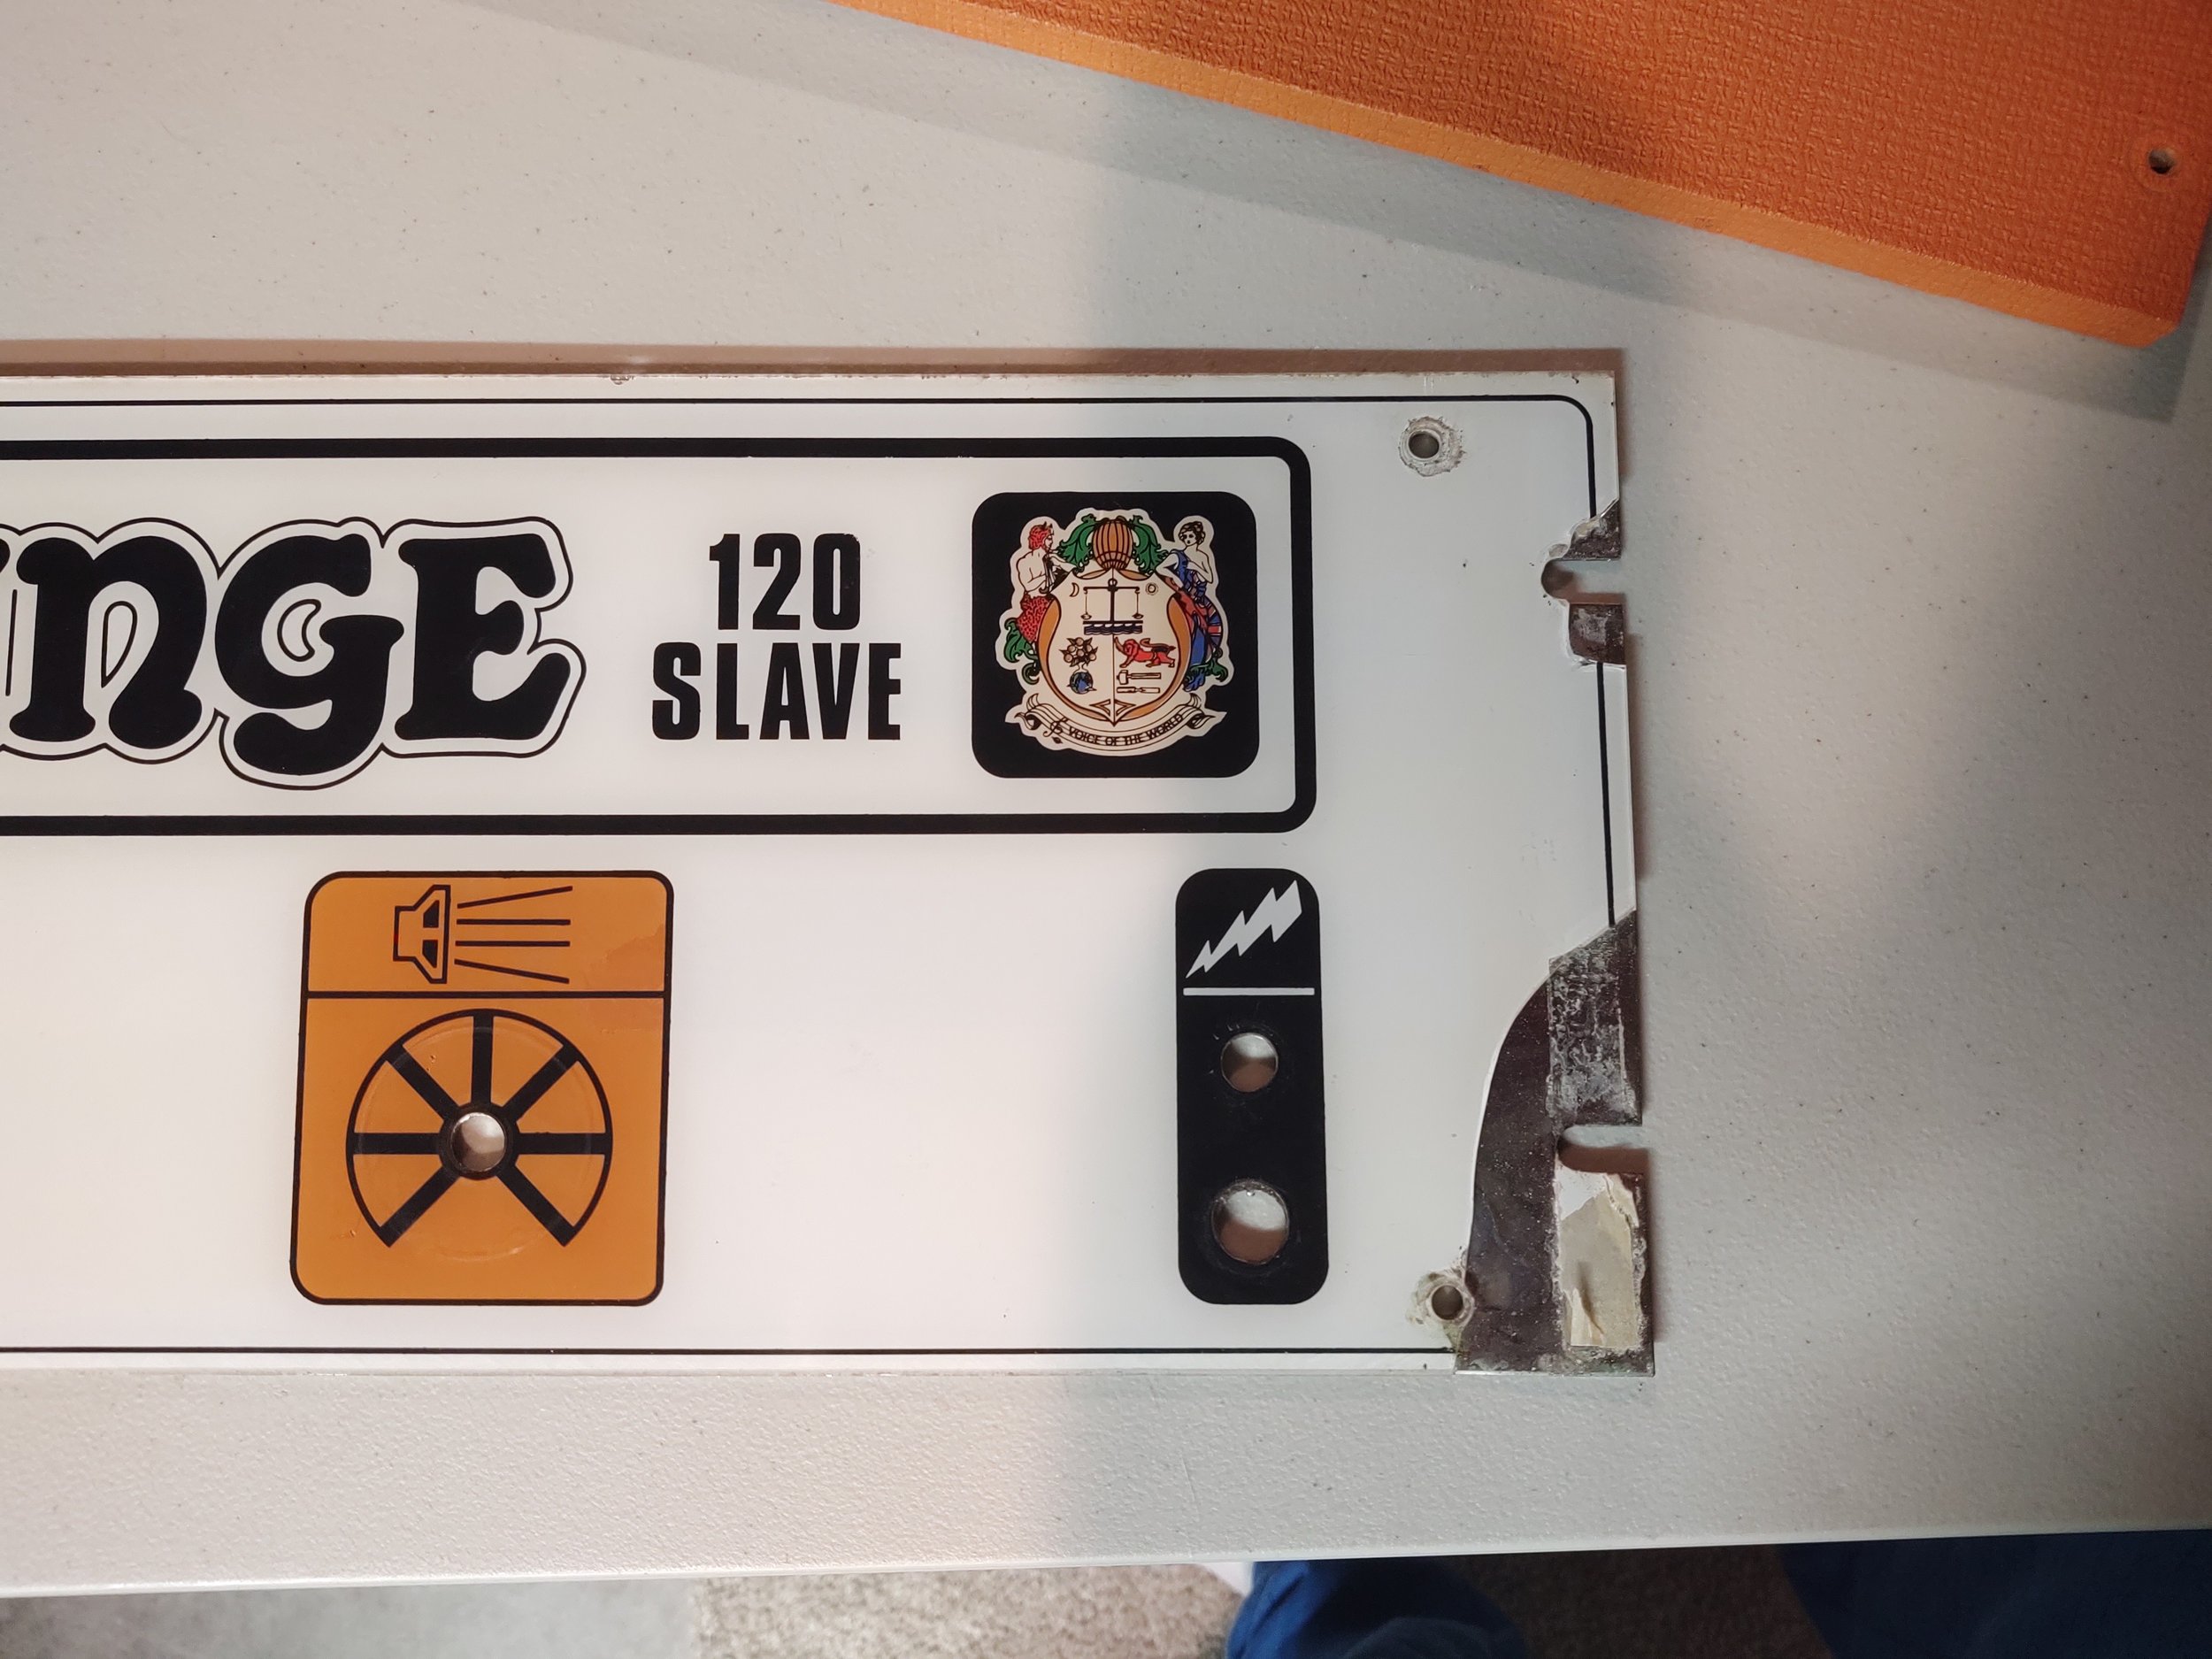 NGE
120
SLAVE
VOICE OF THE WORLD